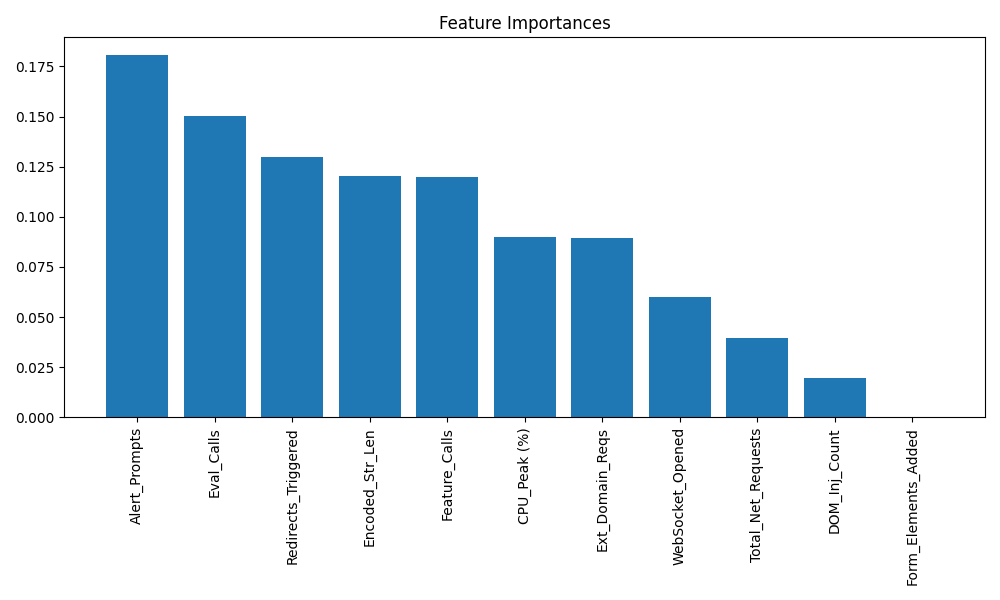 Feature Importances
0.175
0.150
0.125
0.100
0.075
0.050
0.025
0.000
Alert_Prompts
Eval_Calls
Redirects_Triggered
Encoded_Str_Len
Feature_Calls
CPU_Peak (%)
Ext_Domain_Reqs
WebSocket_Opened
Total_Net_Requests
DOM_Inj_Count
Form_Elements_Added